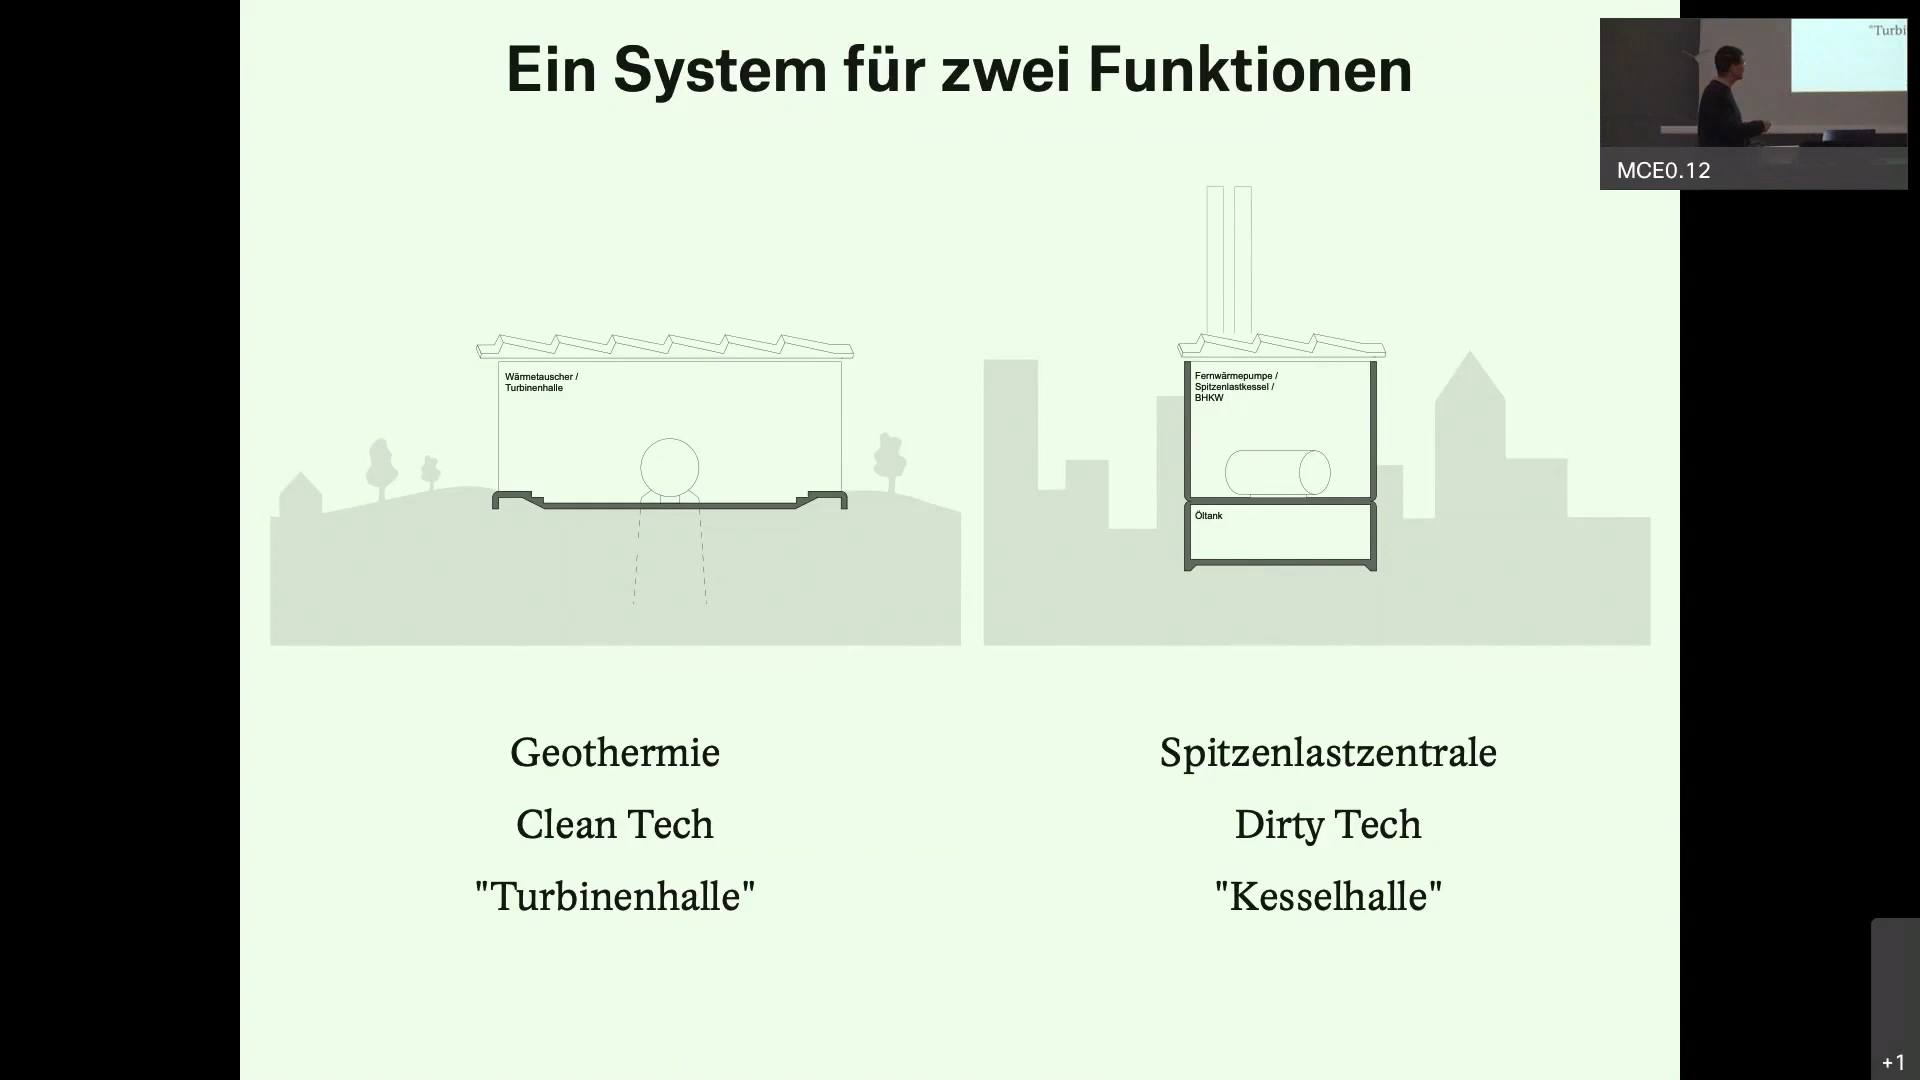 Ein System für zwei Funktionen
"Turbi
MCE0.12
Wärmetauscher /
Turbinenhalle
Fernwärmepumpe /
Spitzenlastkessel /
BHKW
Öltank
Geothermie
Clean Tech
"Turbinenhalle"
Spitzenlastzentrale
Dirty Tech
"Kesselhalle"
+1